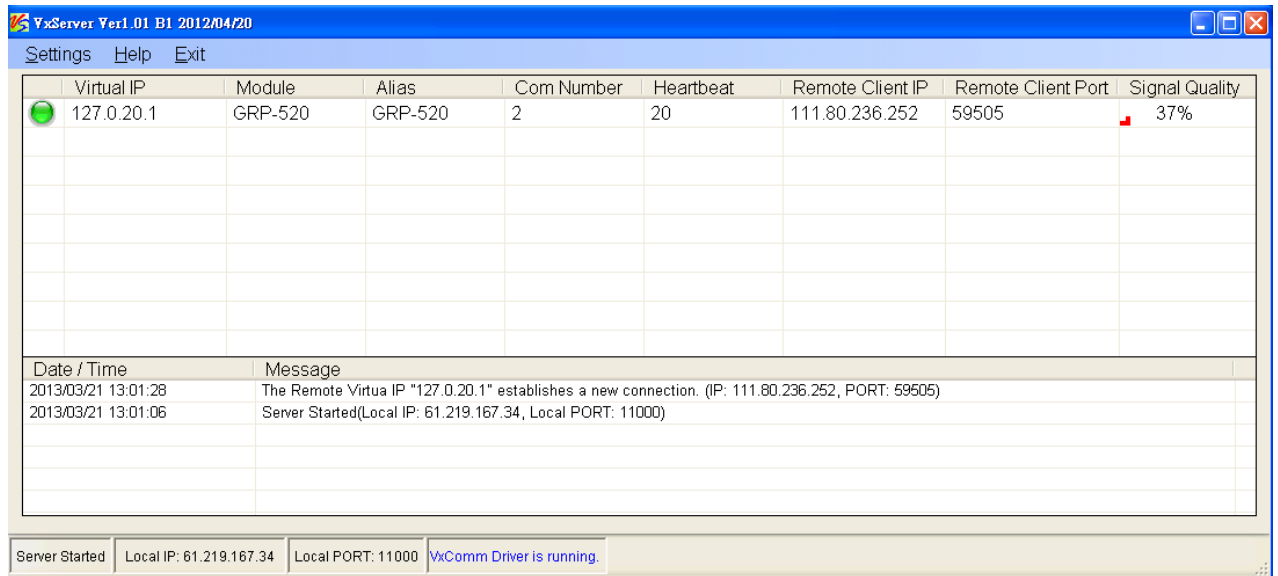 VxServer Ver1.01 B1 2012/04/20
Settings Help Exit
Virtual IP Module Alias Com Number Heartbeat Remote Client IP Remote Client Port Signal Quality
127.0.20.1 GRP-520 GRP-520 2 20 111.80.236.252 59505 37%
Date / Time Message
2013/03/21 13:01:28 The Remote Virtua IP "127.0.20.1" establishes a new connection. (IP: 111.80.236.252, PORT: 59505)
2013/03/21 13:01:06 Server Started(Local IP: 61.219.167.34, Local PORT: 11000)
Server Started Local IP: 61.219.167.34 Local PORT: 11000 VxComm Driver is running.